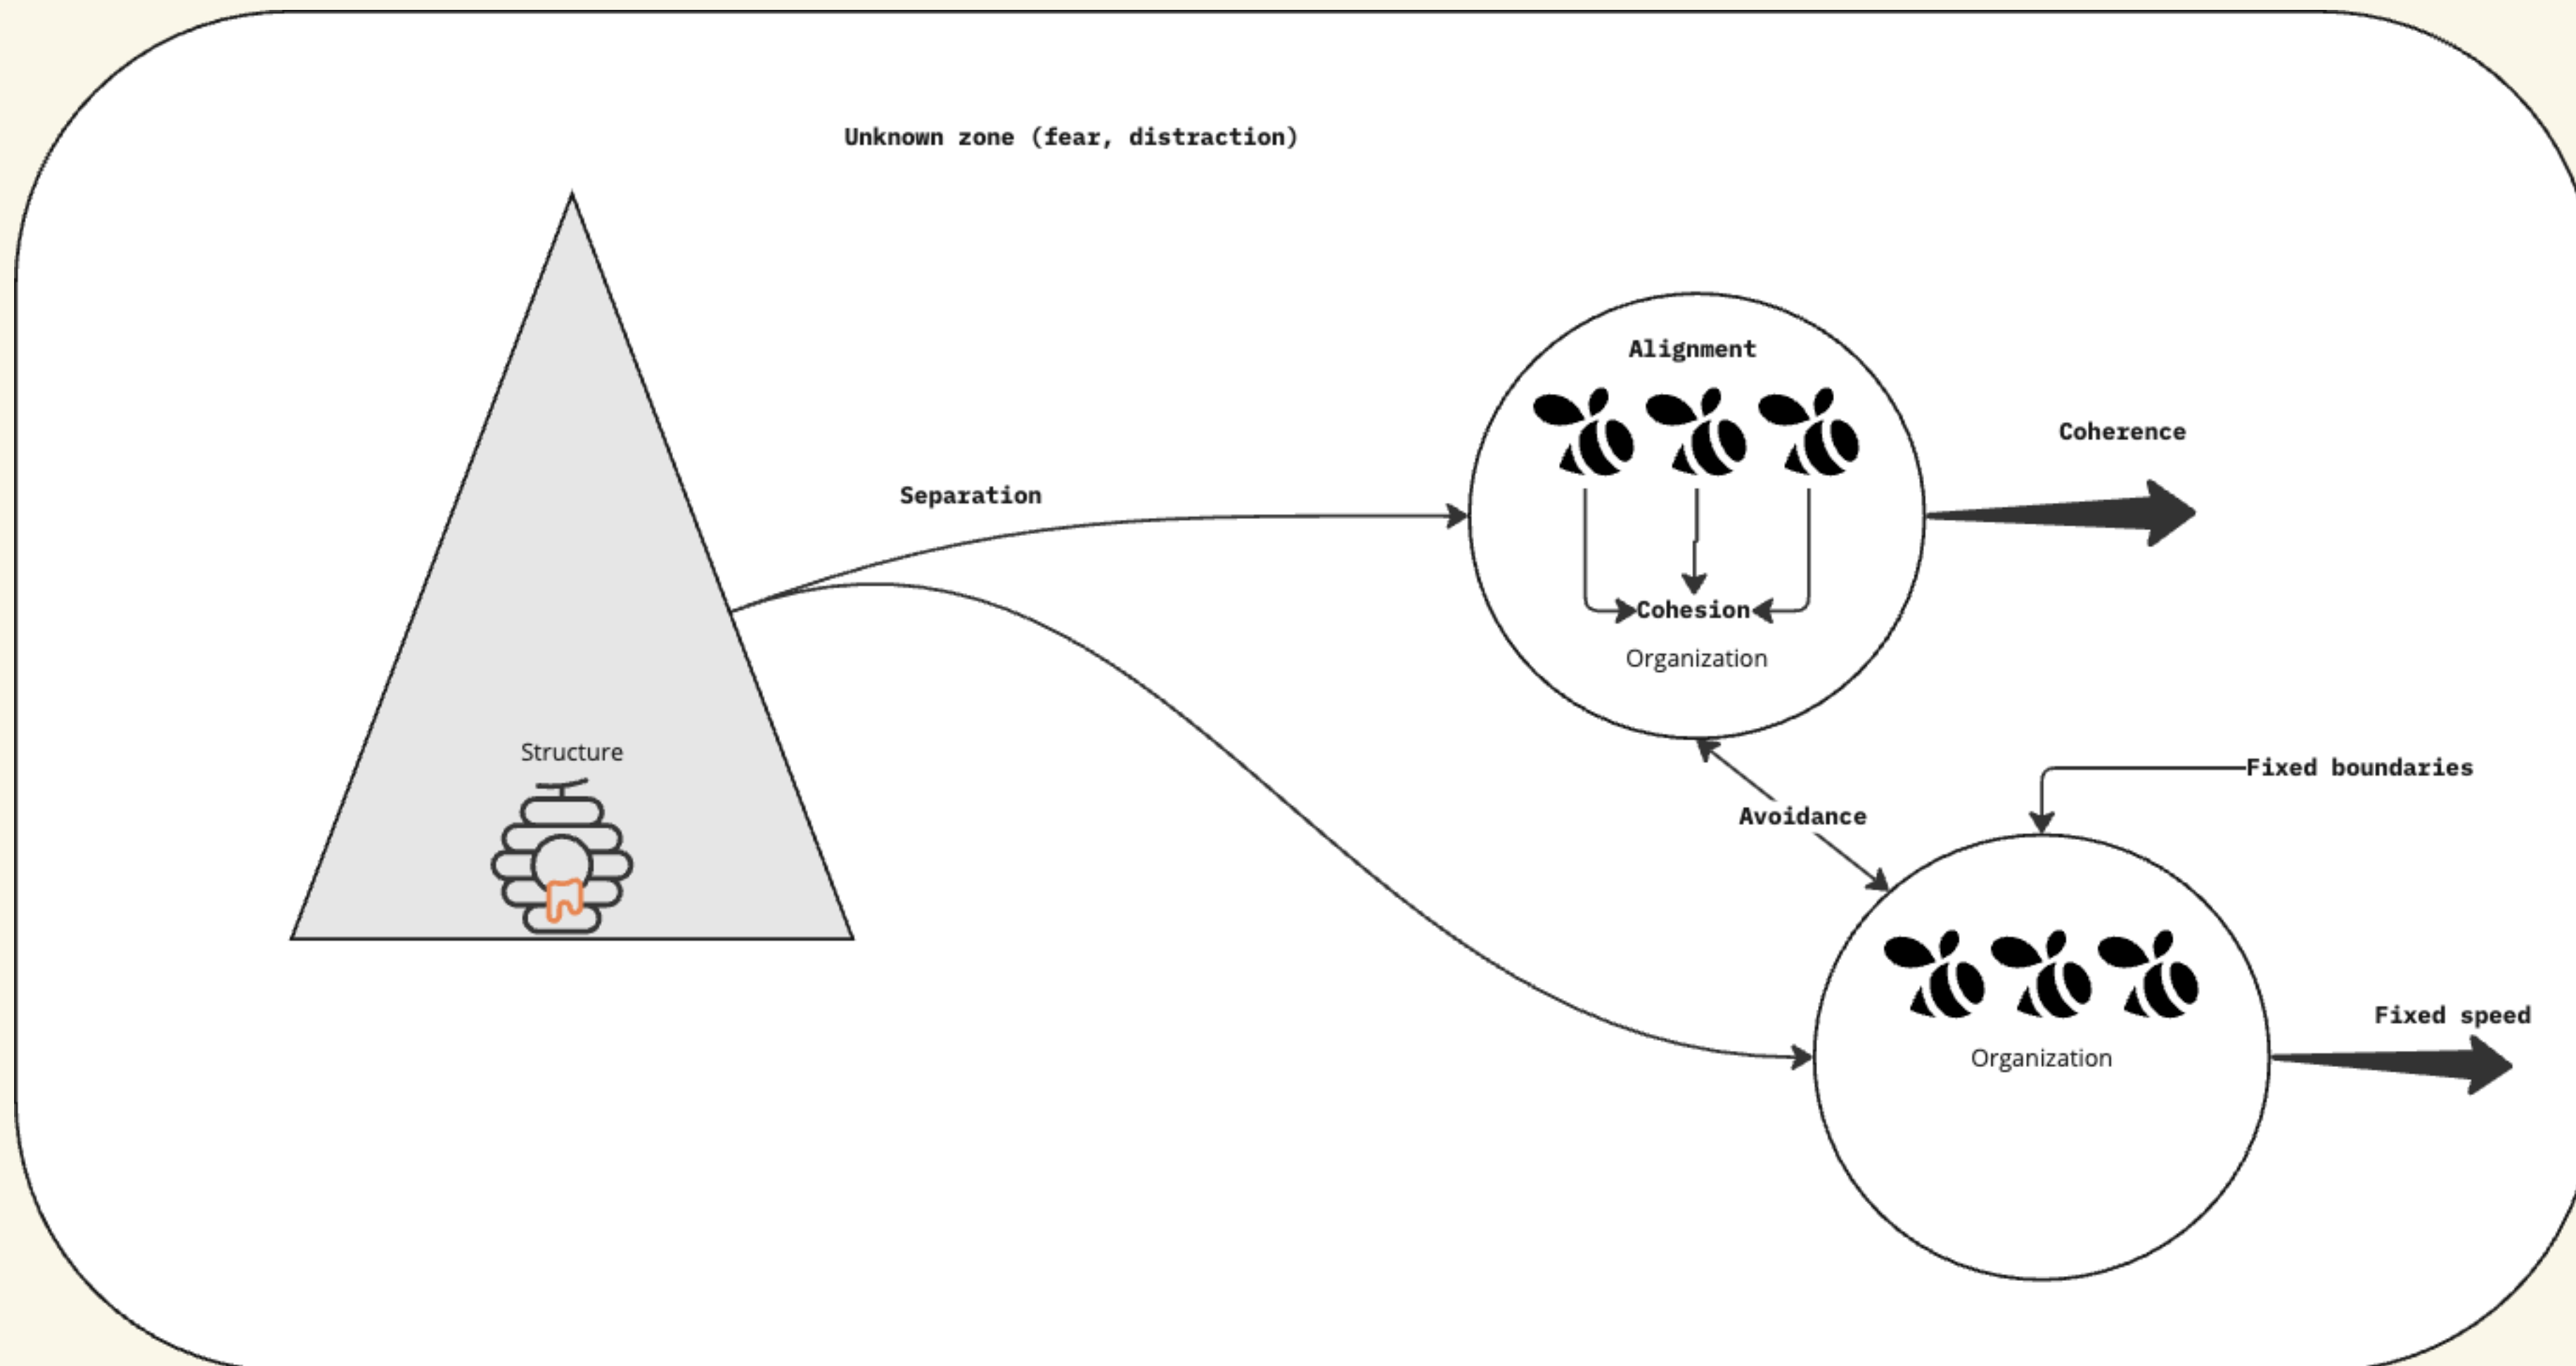 Unknown zone (fear, distraction)
Alignment
Coherence
Separation
Cohesion
Organization
Structure
Fixed boundaries
Avoidance
Fixed speed
Organization